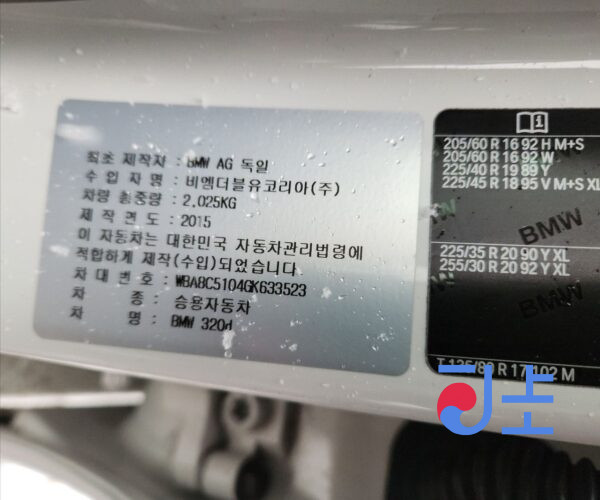 최초 제작자 : BMW AG 독일
수 입 자 명 : 비엠더블유코리아(주)
차량 총중량 : 2,025KG
제 작 연 도 : 2015
이 자동차는 대한민국 자동차관리법령에
적합하게 제작(수입)되었습니다
차 대 번 호 : WBA8C5104GK633523
차 종 : 승용자동차
차 명 : BMW 320d
1
205/60 R 16 92 H M+S
205/60 R 16 92 W
225/40 R 19 89 Y
225/45 R 18 95 V M+S XL
BMW
225/35 R 20 90 Y XL
255/30 R 20 92 Y XL
BMW
T 135/80 R 17 102 M